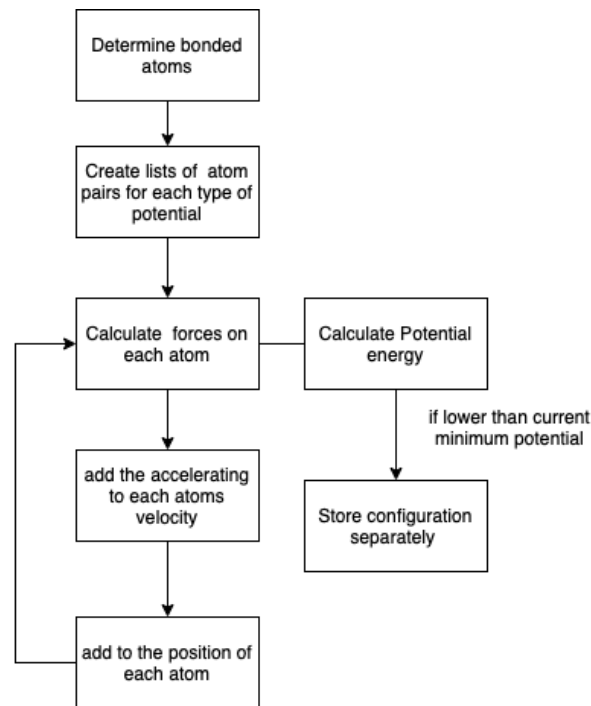 Determine bonded
atoms
Create lists of atom
pairs for each type of
potential
Calculate forces on
each atom
Calculate Potential
energy
if lower than current
minimum potential
add the accelerating
to each atoms
velocity
Store configuration
separately
add to the position of
each atom